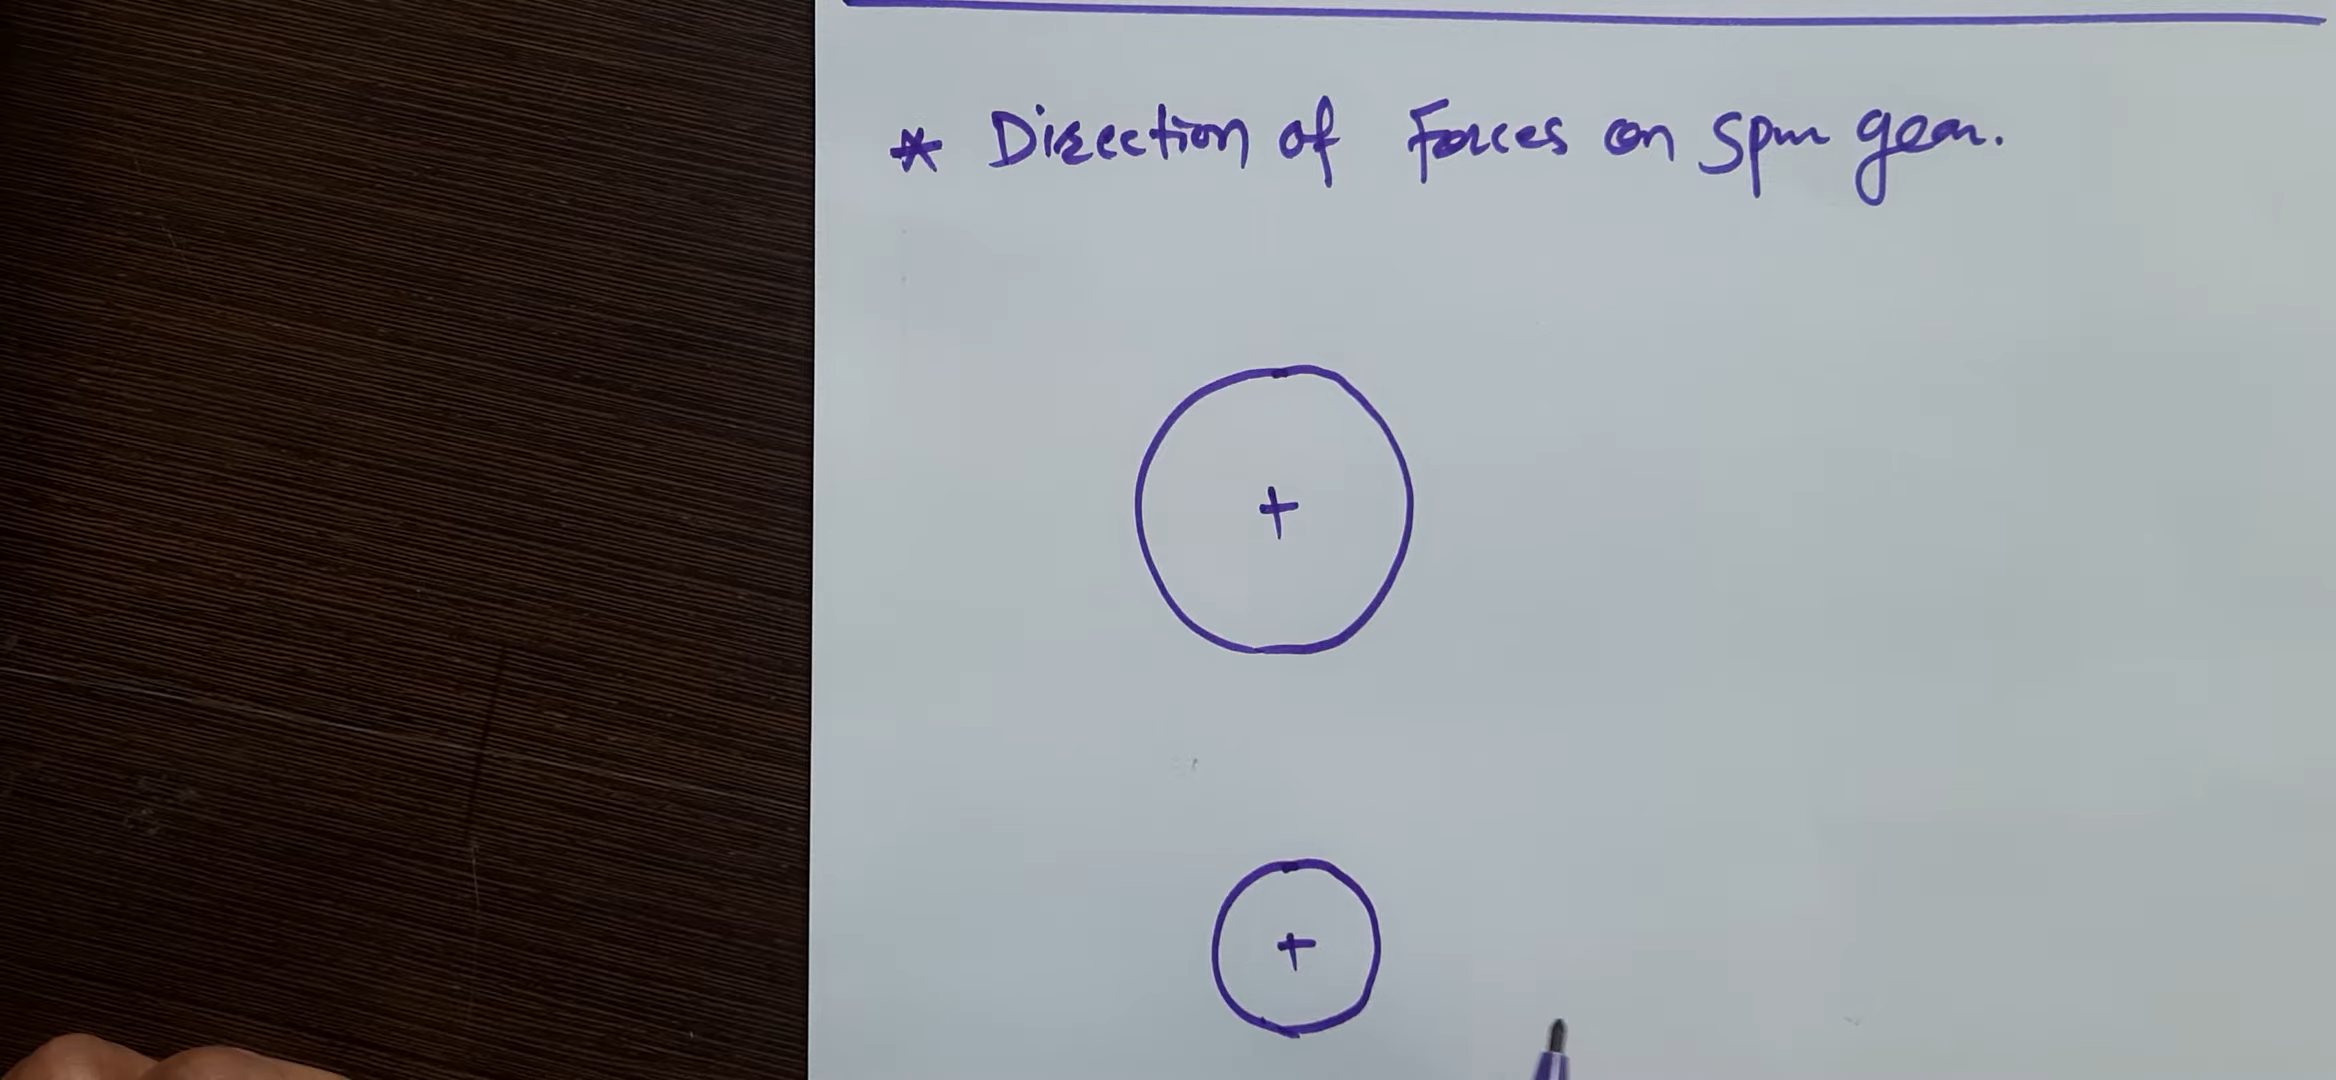 * Direction of Forces on Spur gear.
+
+